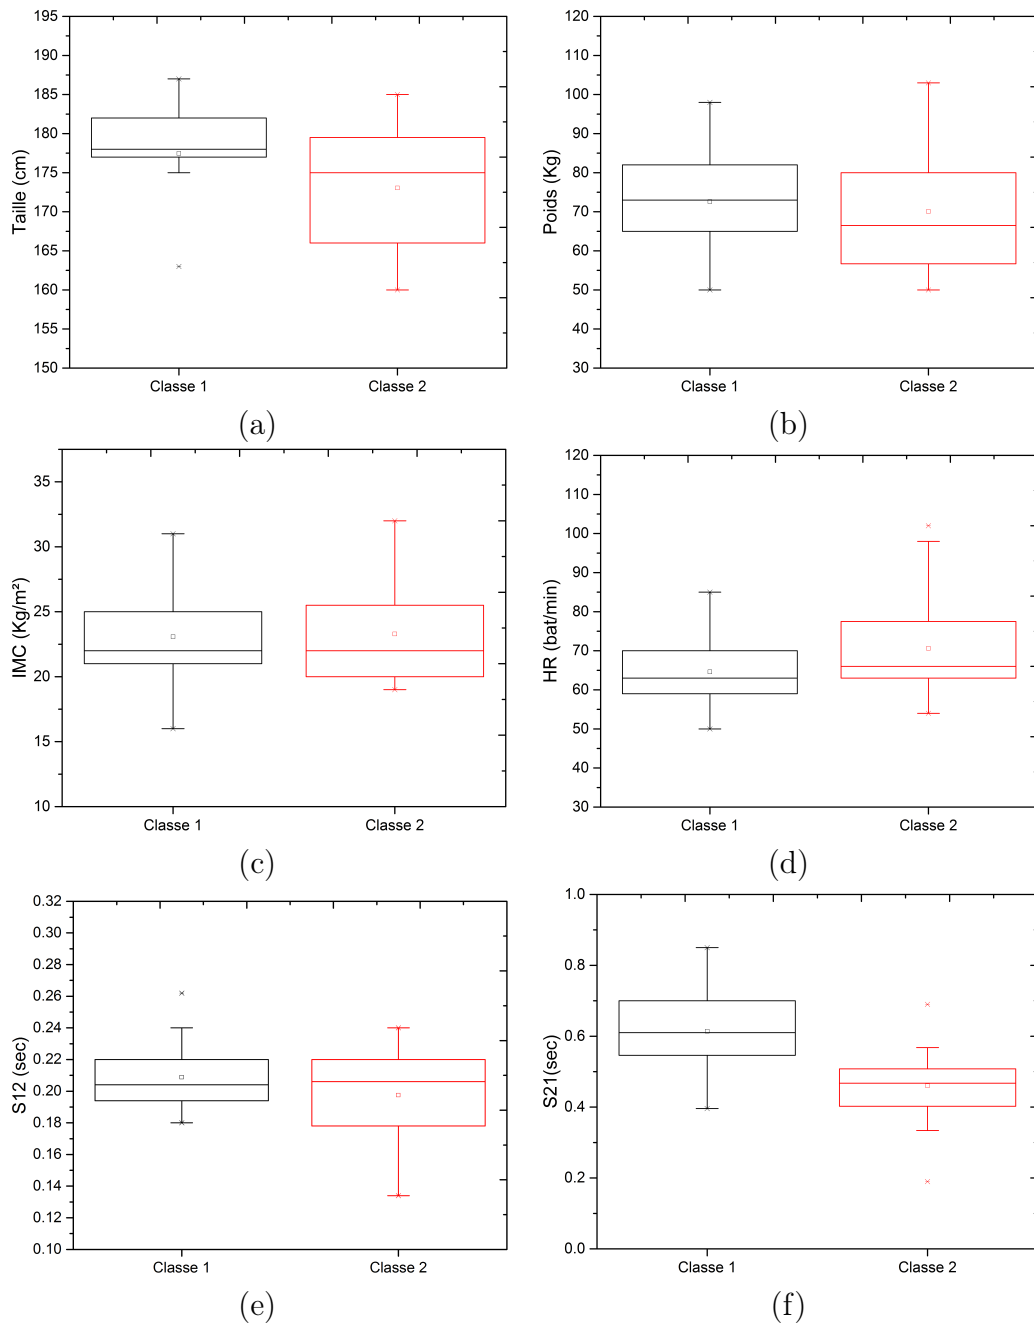 195
190
185
180
175
170
165
160
155
150
Taille (cm)
Classe 1
Classe 2
(a)
120
110
100
90
80
70
60
50
40
30
Poids (Kg)
Classe 1
Classe 2
(b)
35
30
25
20
15
10
IMC (Kg/m²)
Classe 1
Classe 2
(c)
120
110
100
90
80
70
60
50
40
30
HR (bat/min)
Classe 1
Classe 2
(d)
0.32
0.30
0.28
0.26
0.24
0.22
0.20
0.18
0.16
0.14
0.12
0.10
S12 (sec)
Classe 1
Classe 2
(e)
1.0
0.8
0.6
0.4
0.2
0.0
S21(sec)
Classe 1
Classe 2
(f)